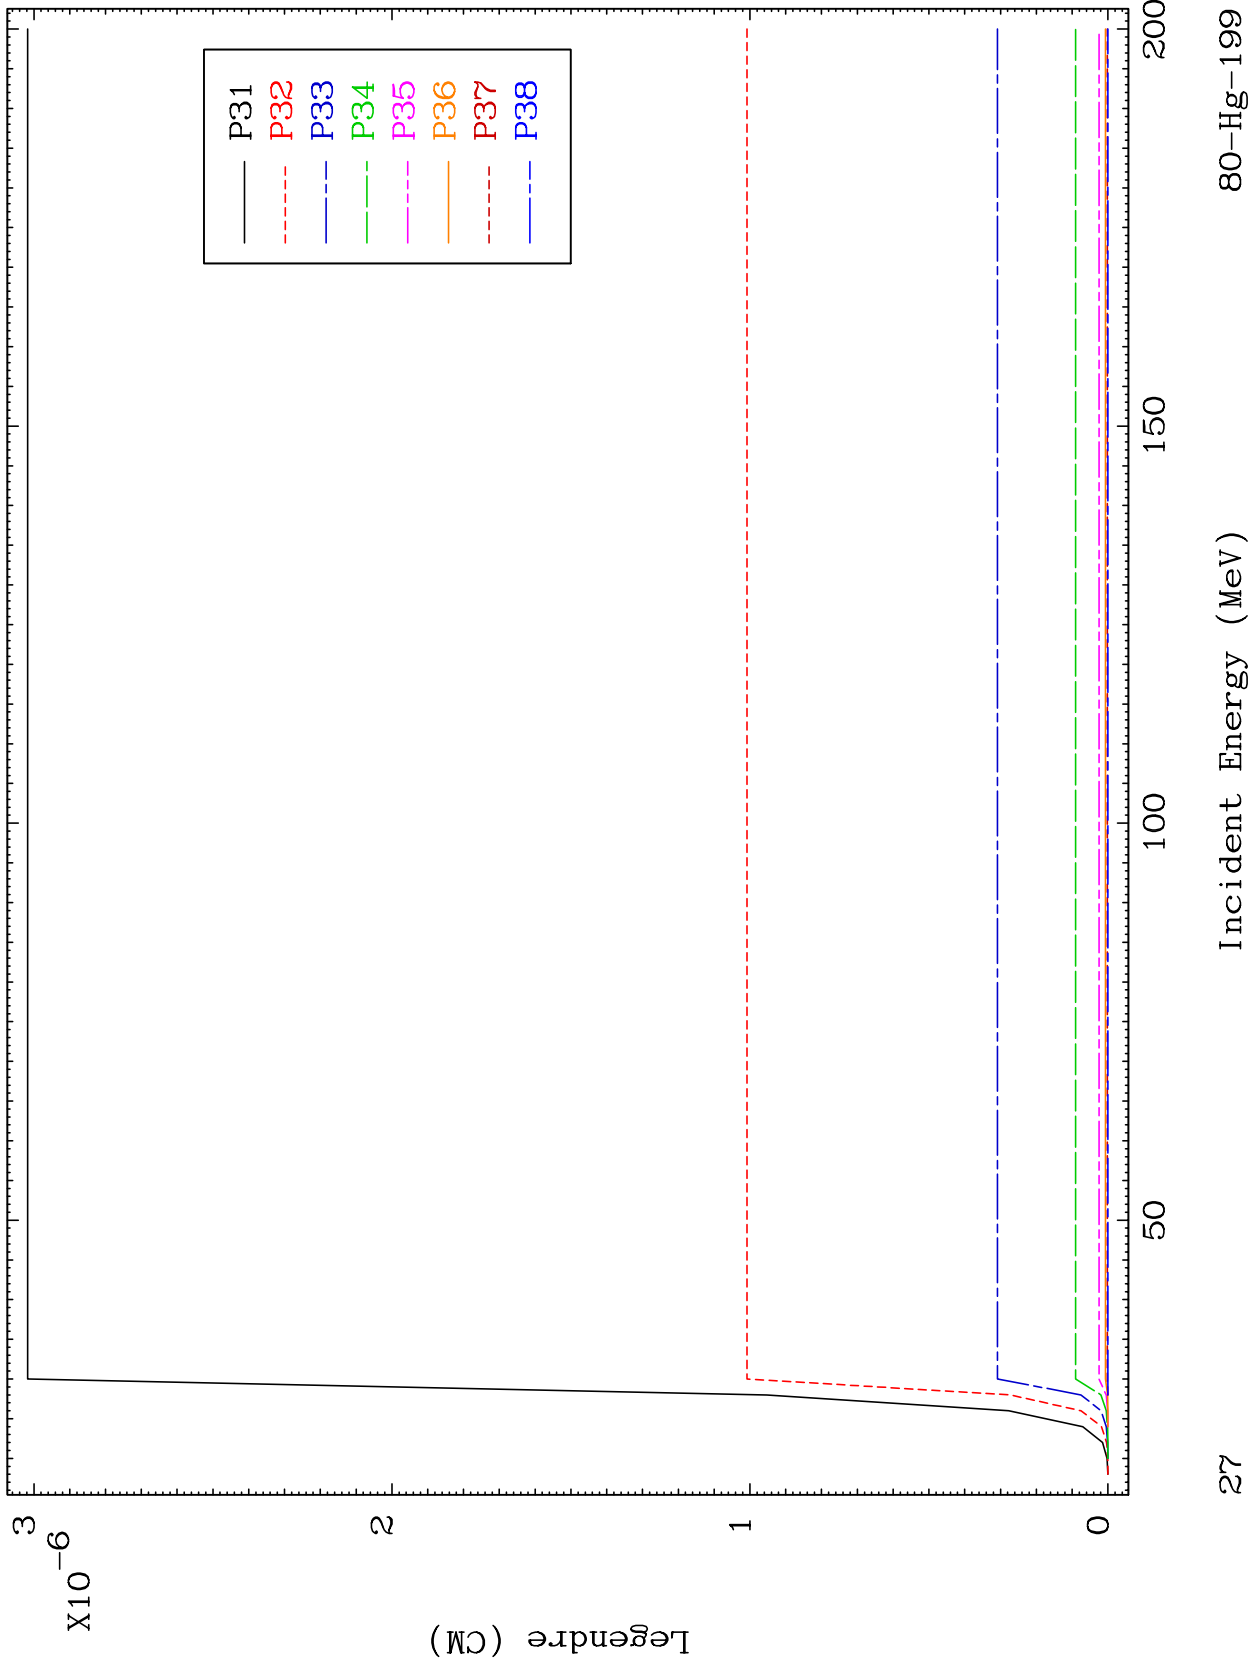 X10
-6
3
2
1
0
Legendre (CM)
P31
P32
P33
P34
P35
P36
P37
P38
50
100
150
200
Incident Energy (MeV)
27
80-Hg-199